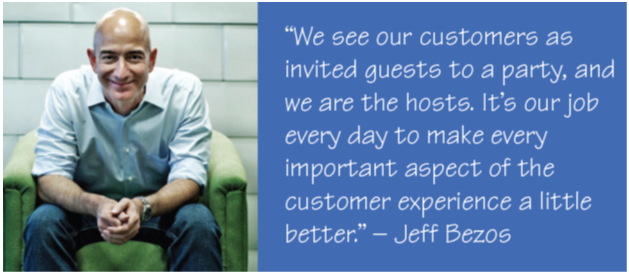 “We see our customers as
invited guests to a party, and
we are the hosts. It’s our job
every day to make every
important aspect of the
customer experience a little
better.” – Jeff Bezos